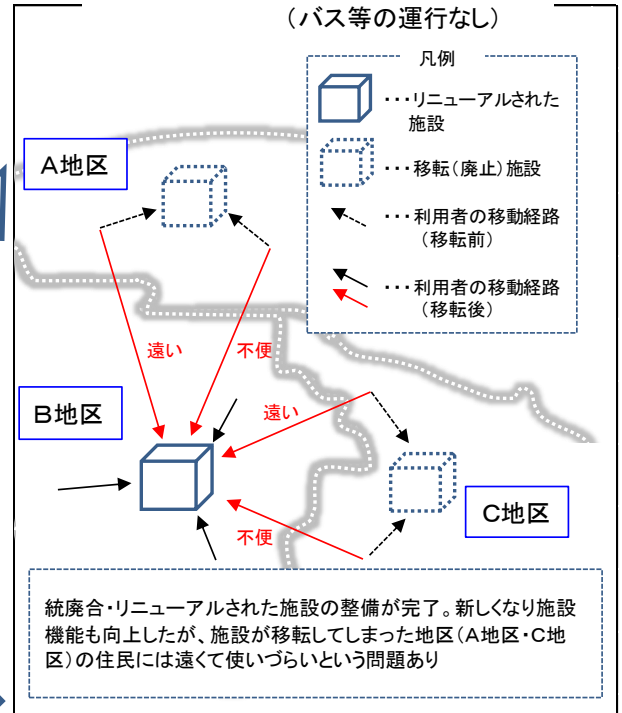 （バス等の運行なし）
凡例
・・・リニューアルされた
施設
・・・移転（廃止）施設
・・・利用者の移動経路
（移転前）
・・・利用者の移動経路
（移転後）
A地区
遠い
不便
B地区
遠い
C地区
不便
統廃合・リニューアルされた施設の整備が完了。新しくなり施設
機能も向上したが、施設が移転してしまった地区（A地区・C地
区）の住民には遠くて使いづらいという問題あり